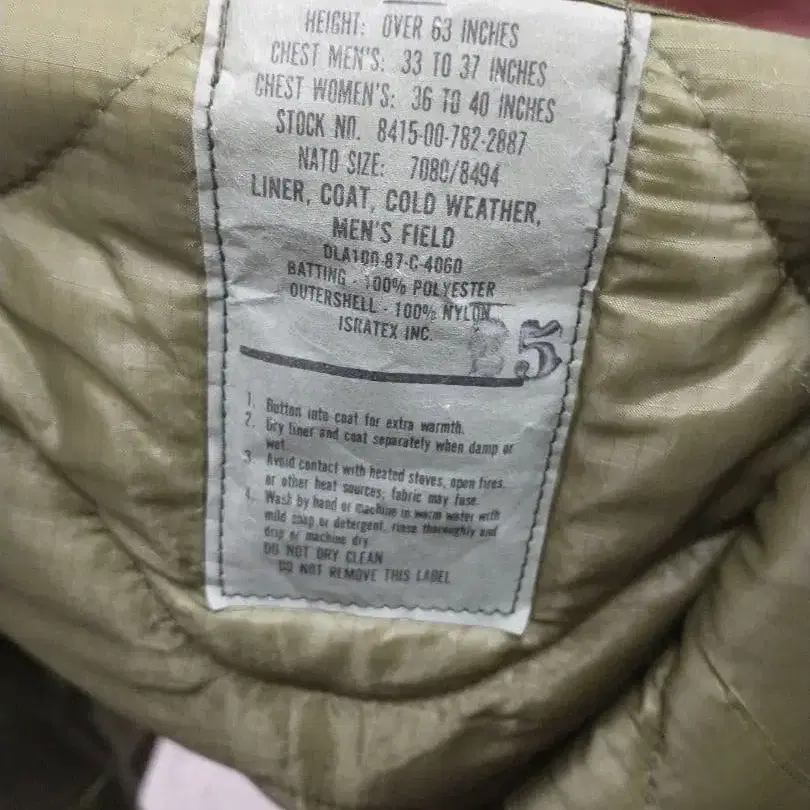 HEIGHT: OVER 63 INCHES
CHEST MEN'S: 33 TO 37 INCHES
CHEST WOMEN'S: 36 TO 40 INCHES
STOCK NO. 8415-00-782-2887
NATO SIZE: 7080/8494
LINER, COAT, COLD WEATHER,
MEN'S FIELD
DLA100-87-C-4060
BATTING - 100% POLYESTER
OUTERSHELL - 100% NYLON
ISRATEX INC.
5
1. Button into coat for extra warmth.
2. Dry liner and coat separately when damp or
wet.
3. Avoid contact with heated stoves, open fires,
or other heat sources; fabric may fuse.
4. Wash by hand or machine in warm water with
mild soap or detergent, rinse thoroughly and
drip or machine dry
DO NOT DRY CLEAN
DO NOT REMOVE THIS LABEL